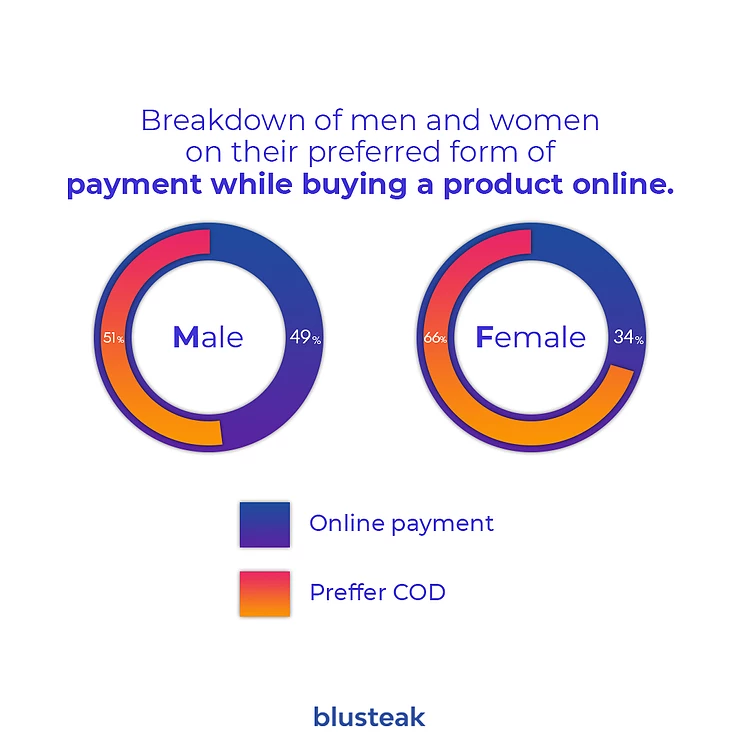 Breakdown of men and women
on their preferred form of
payment while buying a product online.
51%
Male
49%
66%
Female
34%
Online payment
Preffer COD
blusteak